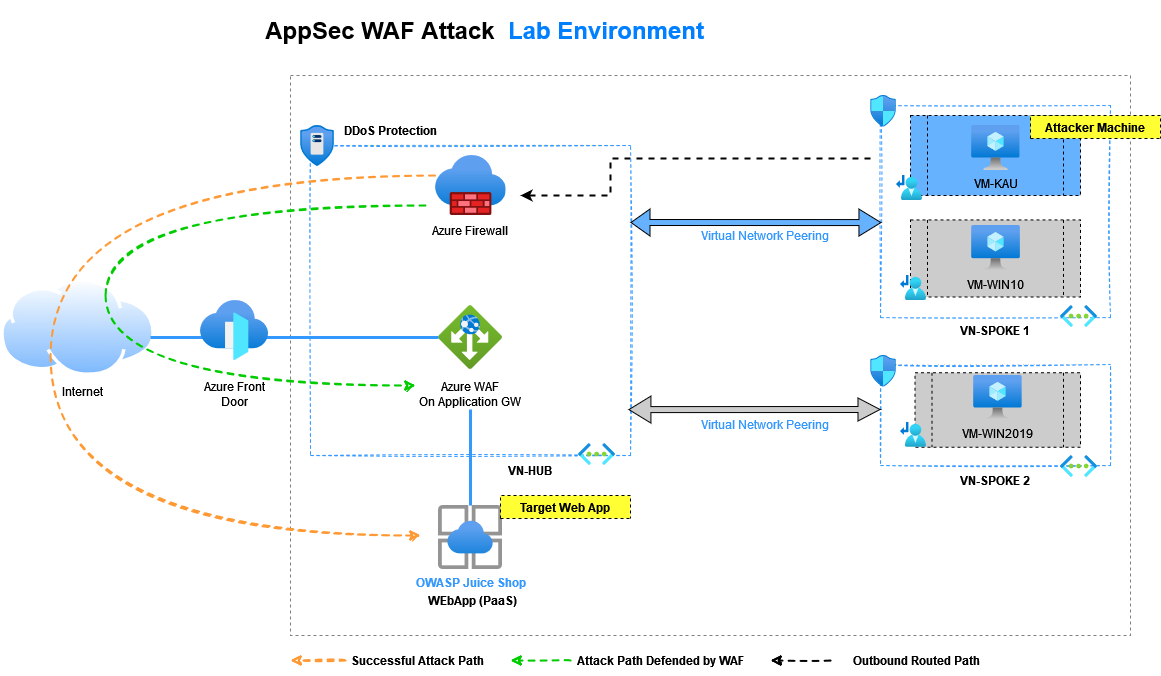 AppSec WAF Attack Lab Environment
DDoS Protection
Attacker Machine
VM-KAU
Azure Firewall
Virtual Network Peering
VM-WIN10
VN-SPOKE 1
Internet
Azure Front
Door
Azure WAF
On Application GW
Virtual Network Peering
VM-WIN2019
VN-HUB
VN-SPOKE 2
Target Web App
OWASP Juice Shop
WEbApp (PaaS)
Successful Attack Path
Attack Path Defended by WAF
Outbound Routed Path